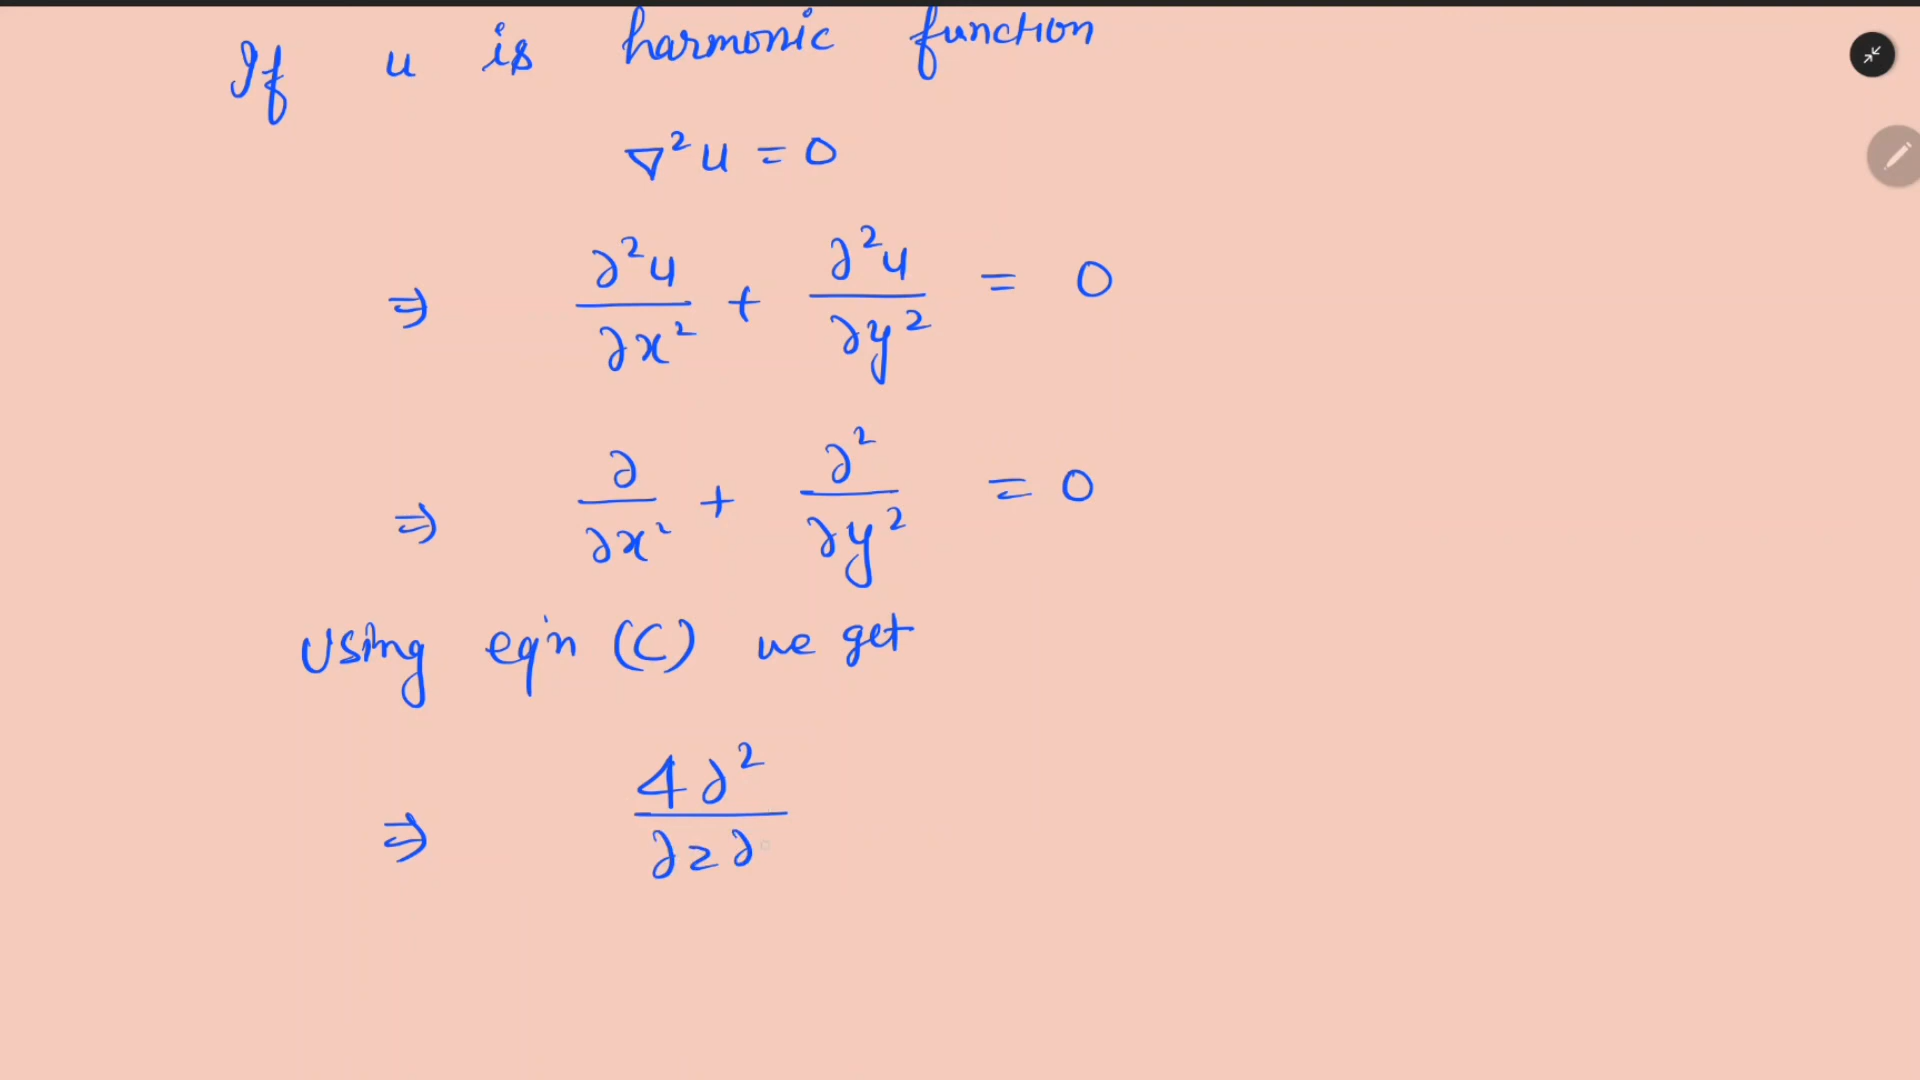 If u is harmonic function
∇²u = 0
⇒ ∂²u/∂x² + ∂²u/∂y² = 0
⇒ ∂/∂x² + ∂²/∂y² = 0
Using eq'n (C) we get
⇒ 4∂²/∂z∂